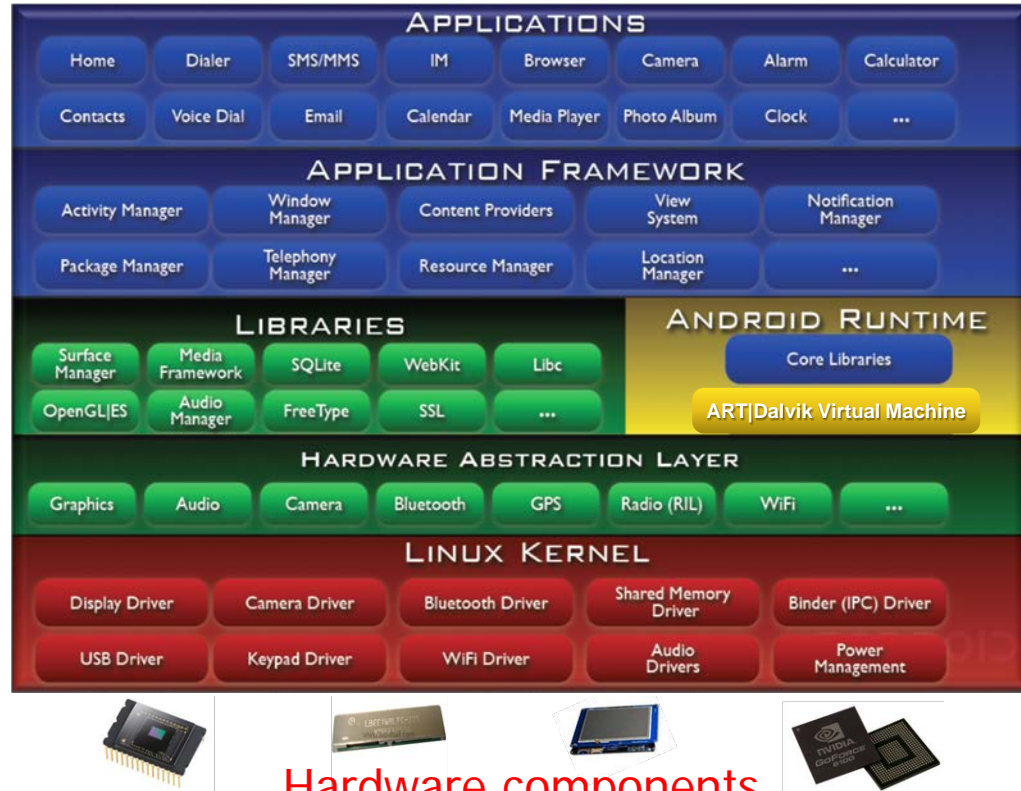 APPLICATIONS
Home Dialer SMS/MMS IM Browser Camera Alarm Calculator
Contacts Voice Dial Email Calendar Media Player Photo Album Clock ...
APPLICATION FRAMEWORK
Activity Manager Window Manager Content Providers View System Notification Manager
Package Manager Telephony Manager Resource Manager Location Manager ...
LIBRARIES ANDROID RUNTIME
Surface Manager Media Framework SQLite WebKit Libc Core Libraries
OpenGL|ES Audio Manager FreeType SSL ... ART|Dalvik Virtual Machine
HARDWARE ABSTRACTION LAYER
Graphics Audio Camera Bluetooth GPS Radio (RIL) WiFi ...
LINUX KERNEL
Display Driver Camera Driver Bluetooth Driver Shared Memory Driver Binder (IPC) Driver
USB Driver Keypad Driver WiFi Driver Audio Drivers Power Management
NVIDIA
GoForce
Hardware components